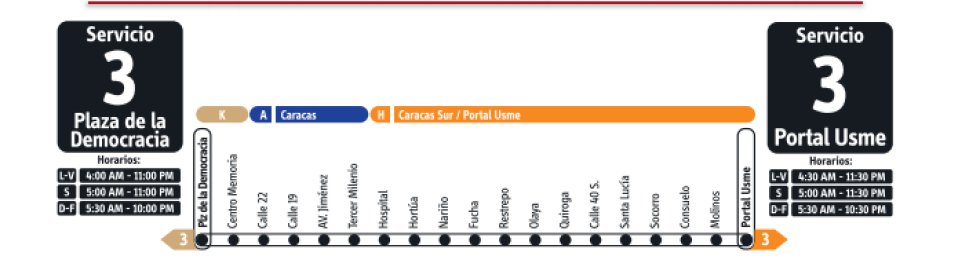 Servicio
3
Plaza de la
Democracia
Horarios:
L-V 4:00 AM - 11:00 PM
S 5:00 AM - 11:00 PM
D-F 5:30 AM - 10:00 PM
K
A Caracas
H Caracas Sur / Portal Usme
Plz de la Democracia
Centro Memoria
Calle 22
Calle 19
AV. Jiménez
Tercer Milenio
Hospital
Hortúa
Nariño
Fucha
Restrepo
Olaya
Quiroga
Calle 40 S.
Santa Lucía
Socorro
Consuelo
Molinos
Portal Usme
3
3
Servicio
3
Portal Usme
Horarios:
L-V 4:30 AM - 11:30 PM
S 5:00 AM - 11:30 PM
D-F 5:30 AM - 10:30 PM